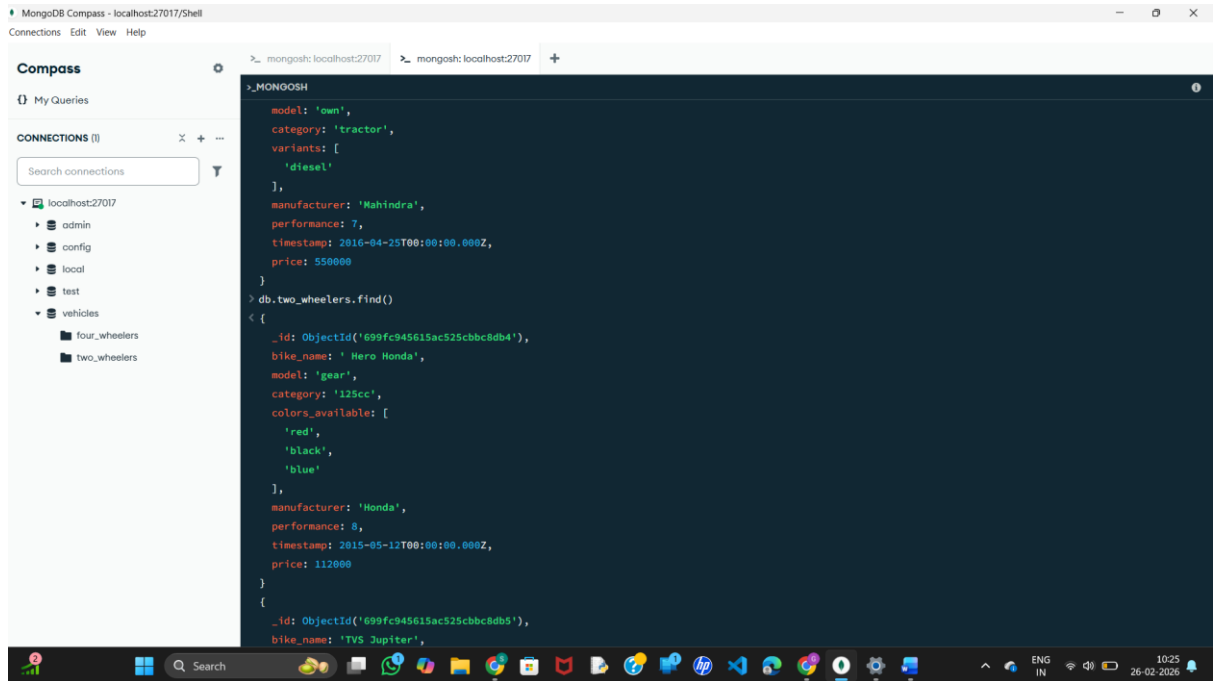 MongoDB Compass - localhost:27017/Shell
Connections Edit View Help
Compass
{} My Queries
CONNECTIONS (1)
Search connections
localhost:27017
admin
config
local
test
vehicles
four_wheelers
two_wheelers
>_ mongosh: localhost:27017 >_ mongosh: localhost:27017 +
>_MONGOSH
model: 'own',
category: 'tractor',
variants: [
'diesel'
],
manufacturer: 'Mahindra',
performance: 7,
timestamp: 2016-04-25T00:00:00.000Z,
price: 550000
}
> db.two_wheelers.find()
< {
_id: ObjectId('699fc945615ac525cbbc8db4'),
bike_name: ' Hero Honda',
model: 'gear',
category: '125cc',
colors_available: [
'red',
'black',
'blue'
],
manufacturer: 'Honda',
performance: 8,
timestamp: 2015-05-12T00:00:00.000Z,
price: 112000
}
{
_id: ObjectId('699fc945615ac525cbbc8db5'),
bike_name: 'TVS Jupiter',
2
Search
1
hp
ENG
IN
10:25
26-02-2026